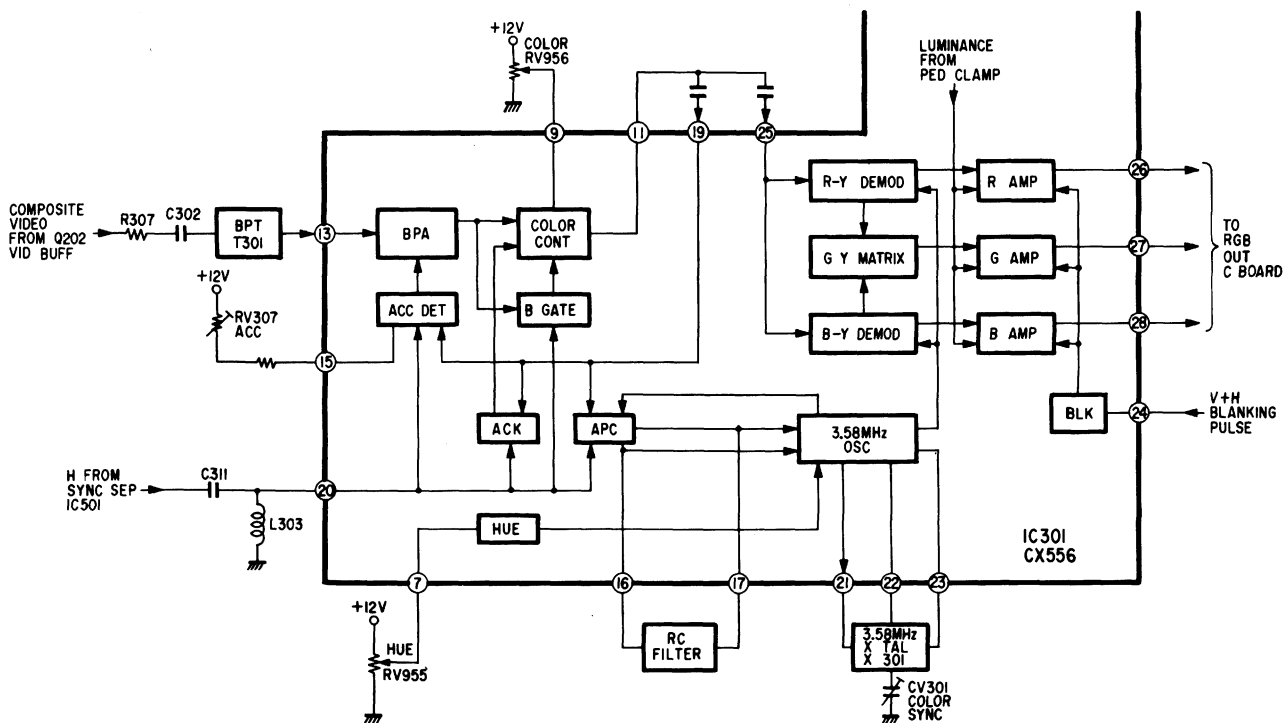 +12V
COLOR
RV956
LUMINANCE
FROM
PED CLAMP
9
11
19
25
R-Y DEMOD
R AMP
26
COMPOSITE
VIDEO
FROM Q202
VID BUFF
R307
C302
BPT
T301
13
BPA
COLOR
CONT
G Y MATRIX
G AMP
27
TO
RGB
OUT
C BOARD
+12V
RV307
ACC
ACC DET
B GATE
B-Y DEMOD
B AMP
28
15
ACK
APC
3.58MHz
OSC
BLK
24
V+H
BLANKING
PULSE
H FROM
SYNC SEP
IC501
C311
20
L303
HUE
IC301
CX556
7
16
17
21
22
23
+12V
HUE
RV955
RC
FILTER
3.58MHz
X TAL
X 301
CV301
COLOR
SYNC